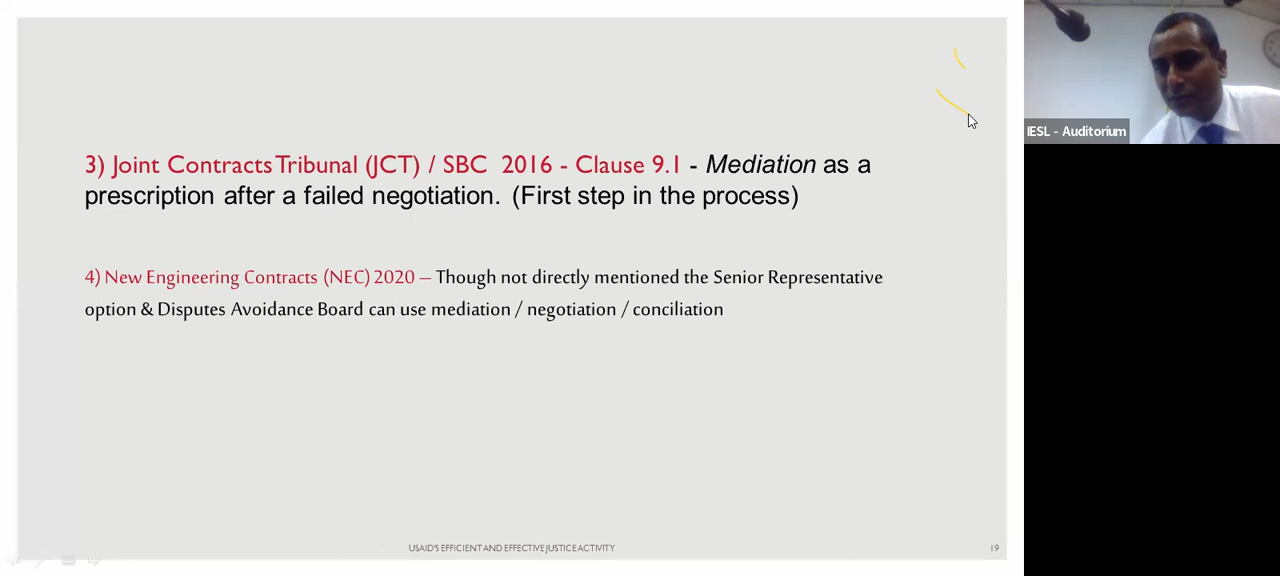 3) Joint Contracts Tribunal (JCT) / SBC 2016 - Clause 9.1 - Mediation as a
prescription after a failed negotiation. (First step in the process)
4) New Engineering Contracts (NEC) 2020 – Though not directly mentioned the Senior Representative
option & Disputes Avoidance Board can use mediation / negotiation / conciliation
USAID'S EFFICIENT AND EFFECTIVE JUSTICE ACTIVITY
19
IESL - Auditorium